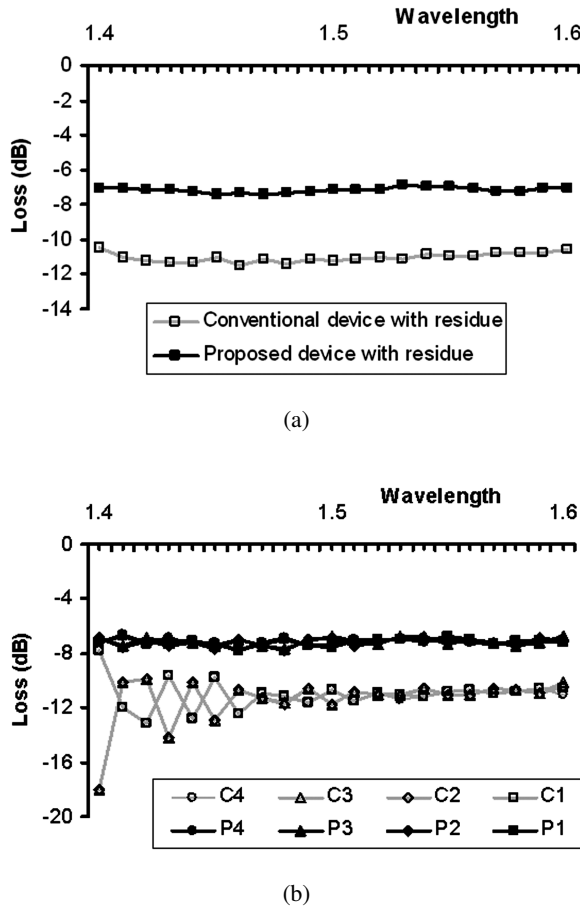 Wavelength
1.4 1.5 1.6
0
-2
-4
-6
-8
-10
-12
-14
Loss (dB)
Conventional device with residue
Proposed device with residue
(a)
Wavelength
1.4 1.5 1.6
0
-4
-8
-12
-16
-20
Loss (dB)
C4 C3 C2 C1
P4 P3 P2 P1
(b)